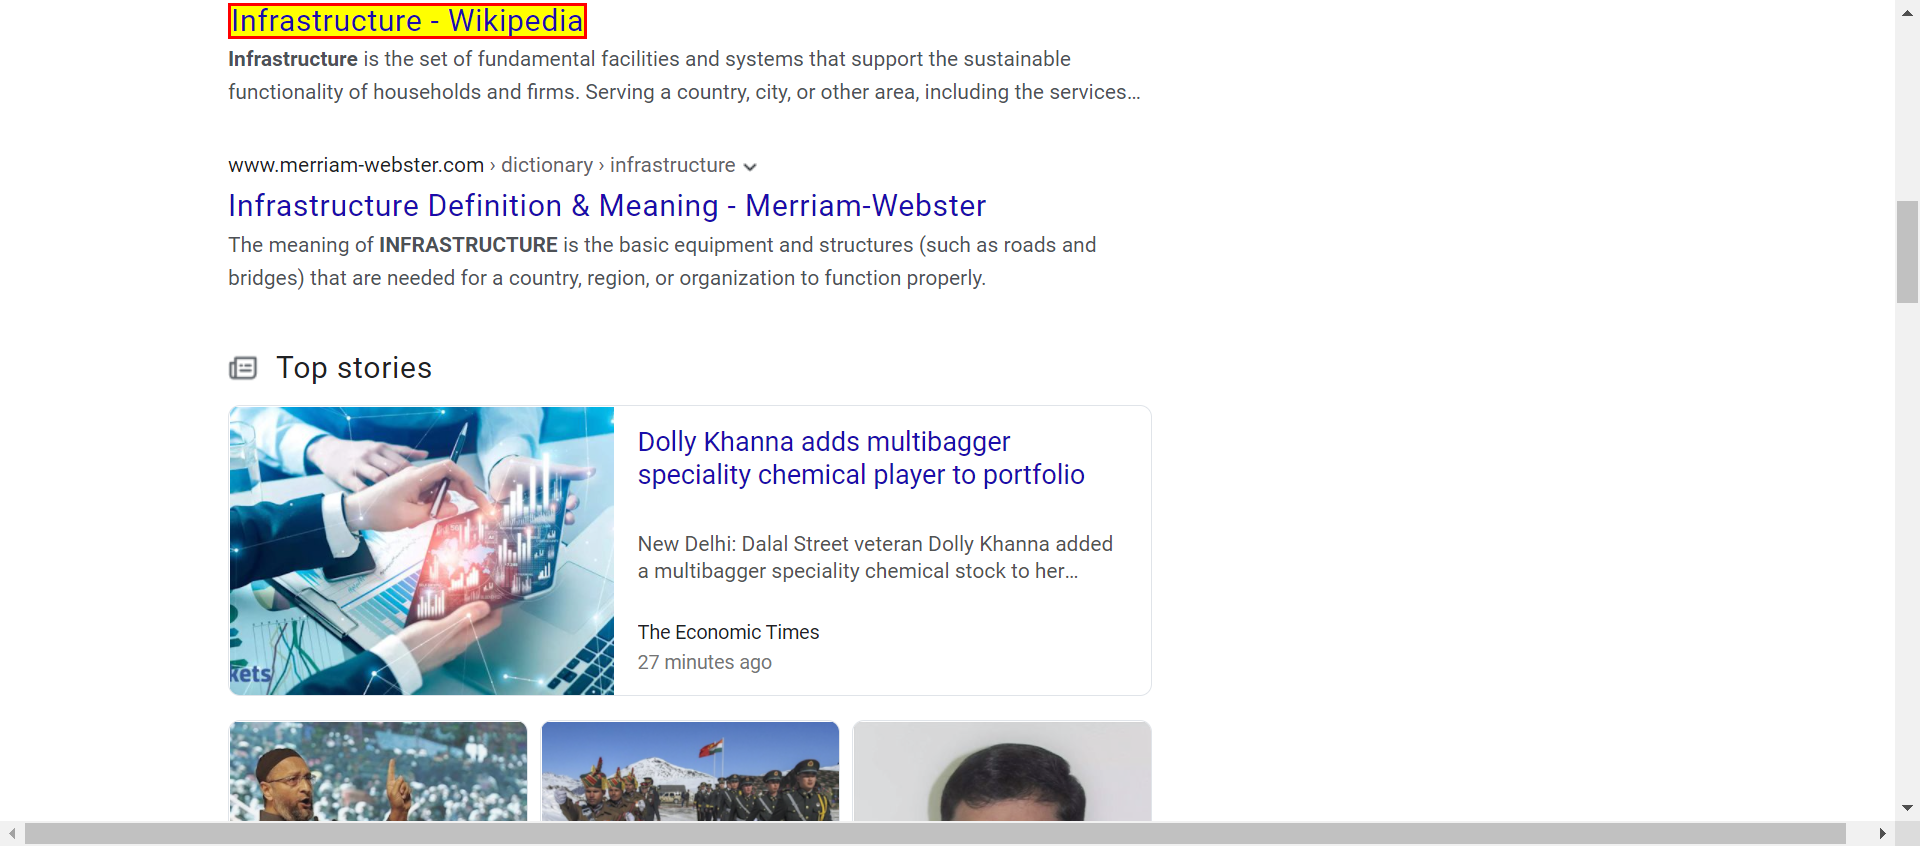 Infrastructure - Wikipedia
Infrastructure is the set of fundamental facilities and systems that support the sustainable
functionality of households and firms. Serving a country, city, or other area, including the services...
www.merriam-webster.com › dictionary › infrastructure
Infrastructure Definition & Meaning - Merriam-Webster
The meaning of INFRASTRUCTURE is the basic equipment and structures (such as roads and
bridges) that are needed for a country, region, or organization to function properly.
Top stories
Dolly Khanna adds multibagger
speciality chemical player to portfolio
New Delhi: Dalal Street veteran Dolly Khanna added
a multibagger speciality chemical stock to her...
The Economic Times
27 minutes ago
kets